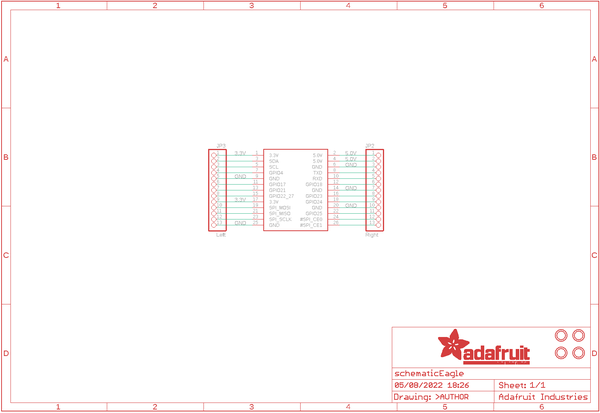 1 2 3 4 5 6
A A
B B
JP1 JP2
3.3V 1 3.3V 5.0V 2 5.0V
3 SDA 5.0V 4 5.0V
5 SCL GND 6 GND
7 GPIO4 TXD 8
GND 9 GND RXD 10
11 GPIO17 GPIO18 12
13 GPIO21 GND 14 GND
15 GPIO22_27 GPIO23 16
3.3V 17 3.3V GPIO24 18
19 SPI_MOSI GND 20 GND
21 SPI_MISO GPIO25 22
23 SPI_SCLK #SPI_CE0 24
GND 25 GND #SPI_CE1 26
Left Right
C C
D D
adafruit
schematicEagle
05/08/2022 18:26 Sheet: 1/1
Drawing: >AUTHOR Adafruit Industries
1 2 3 4 5 6